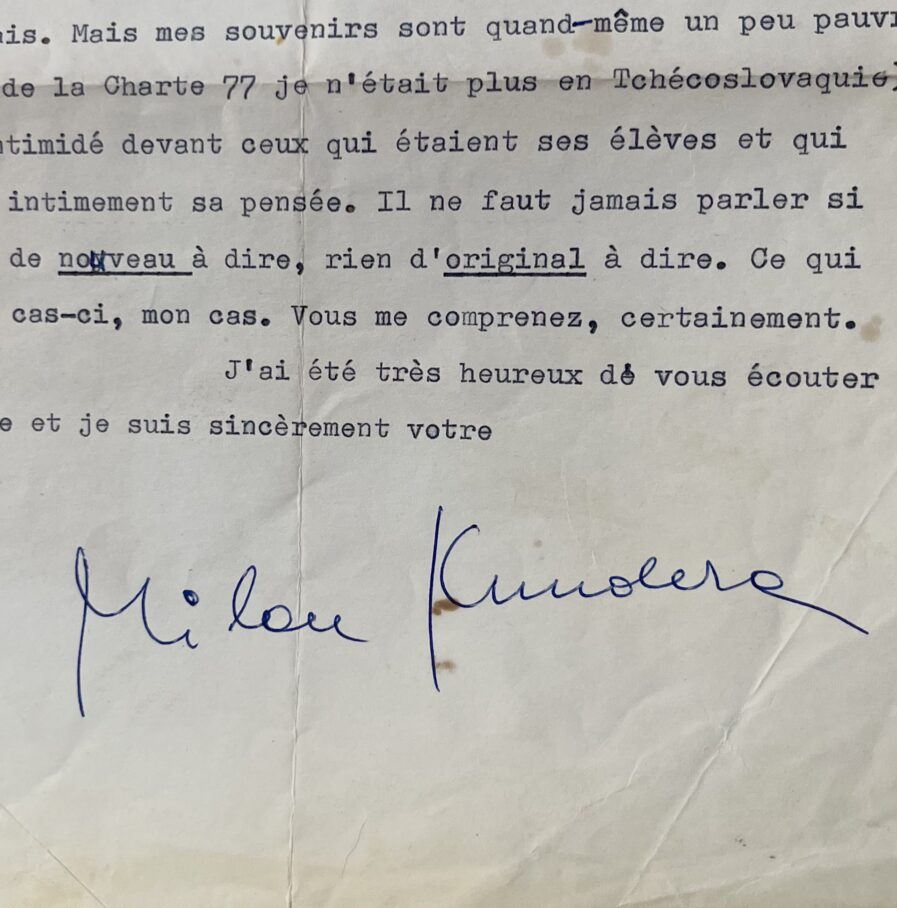 ais. Mais mes souvenirs sont quand-même un peu pauvr
de la Charte 77 je n'était plus en Tchécoslovaquie)
ntimidé devant ceux qui étaient ses élèves et qui
intimement sa pensée. Il ne faut jamais parler si
de nouveau à dire, rien d'original à dire. Ce qui
cas-ci, mon cas. Vous me comprenez, certainement.
J'ai été très heureux de vous écouter
e et je suis sincèrement votre
Milan Kundera